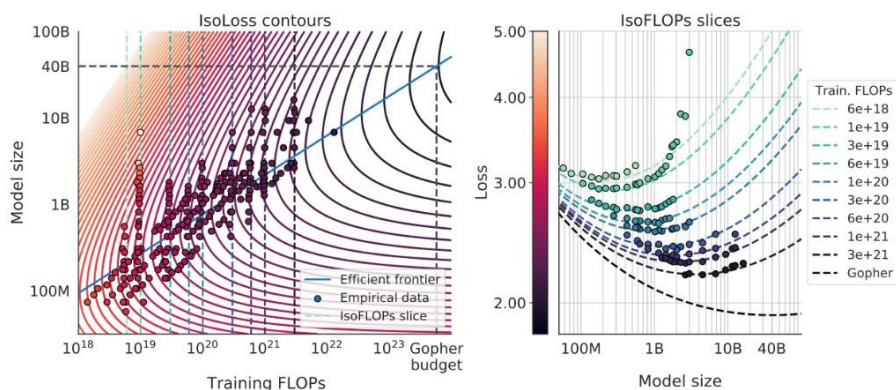 IsoLoss contours
100B
40B
10B
1B
100M
Model size
Efficient frontier
Empirical data
IsoFLOPs slice
10^18
10^19
10^20
10^21
10^22
10^23
Gopher
budget
Training FLOPs
IsoFLOPs slices
5.00
4.00
3.00
2.00
Loss
100M
1B
10B
40B
Model size
Train. FLOPs
6e+18
1e+19
3e+19
6e+19
1e+20
3e+20
6e+20
1e+21
3e+21
Gopher